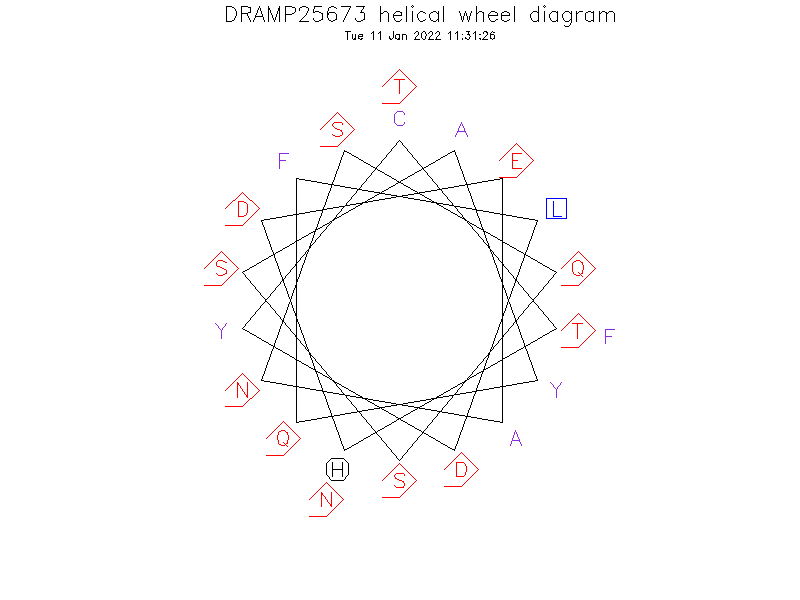 DRAMP25673 helical wheel diagram
Tue 11 Jan 2022 11:31:26
T
S C A
F E
D L
S Q
Y T F
N Y
Q A
H S D
N